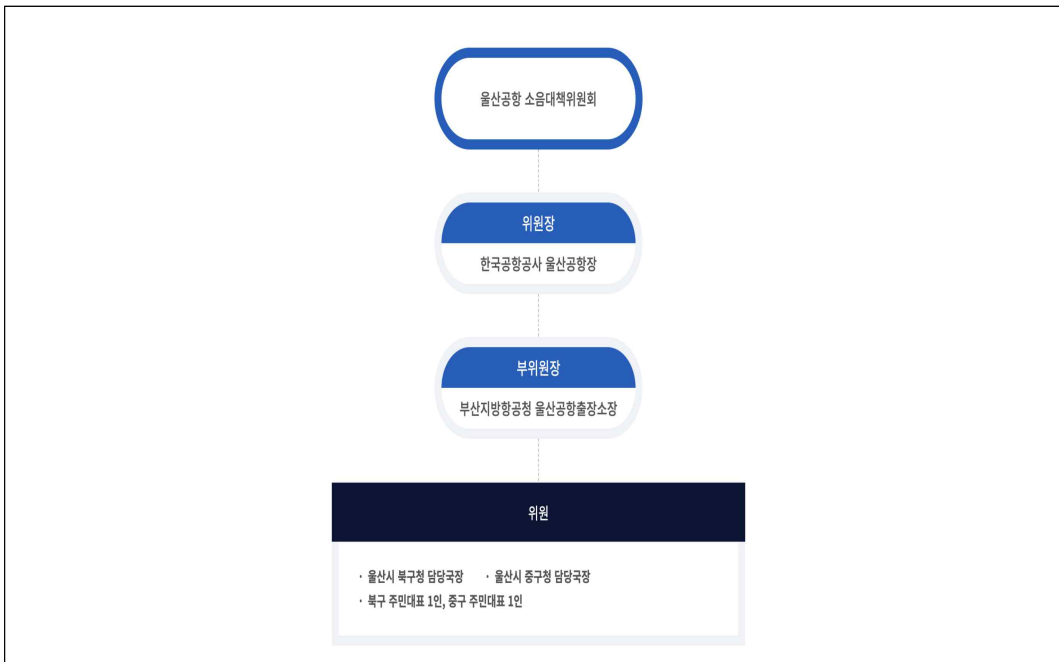 울산공항 소음대책위원회
위원장
한국공항공사 울산공항장
부위원장
부산지방항공청 울산공항출장소장
위원
· 울산시 북구청 담당국장 · 울산시 중구청 담당국장
· 북구 주민대표 1인, 중구 주민대표 1인